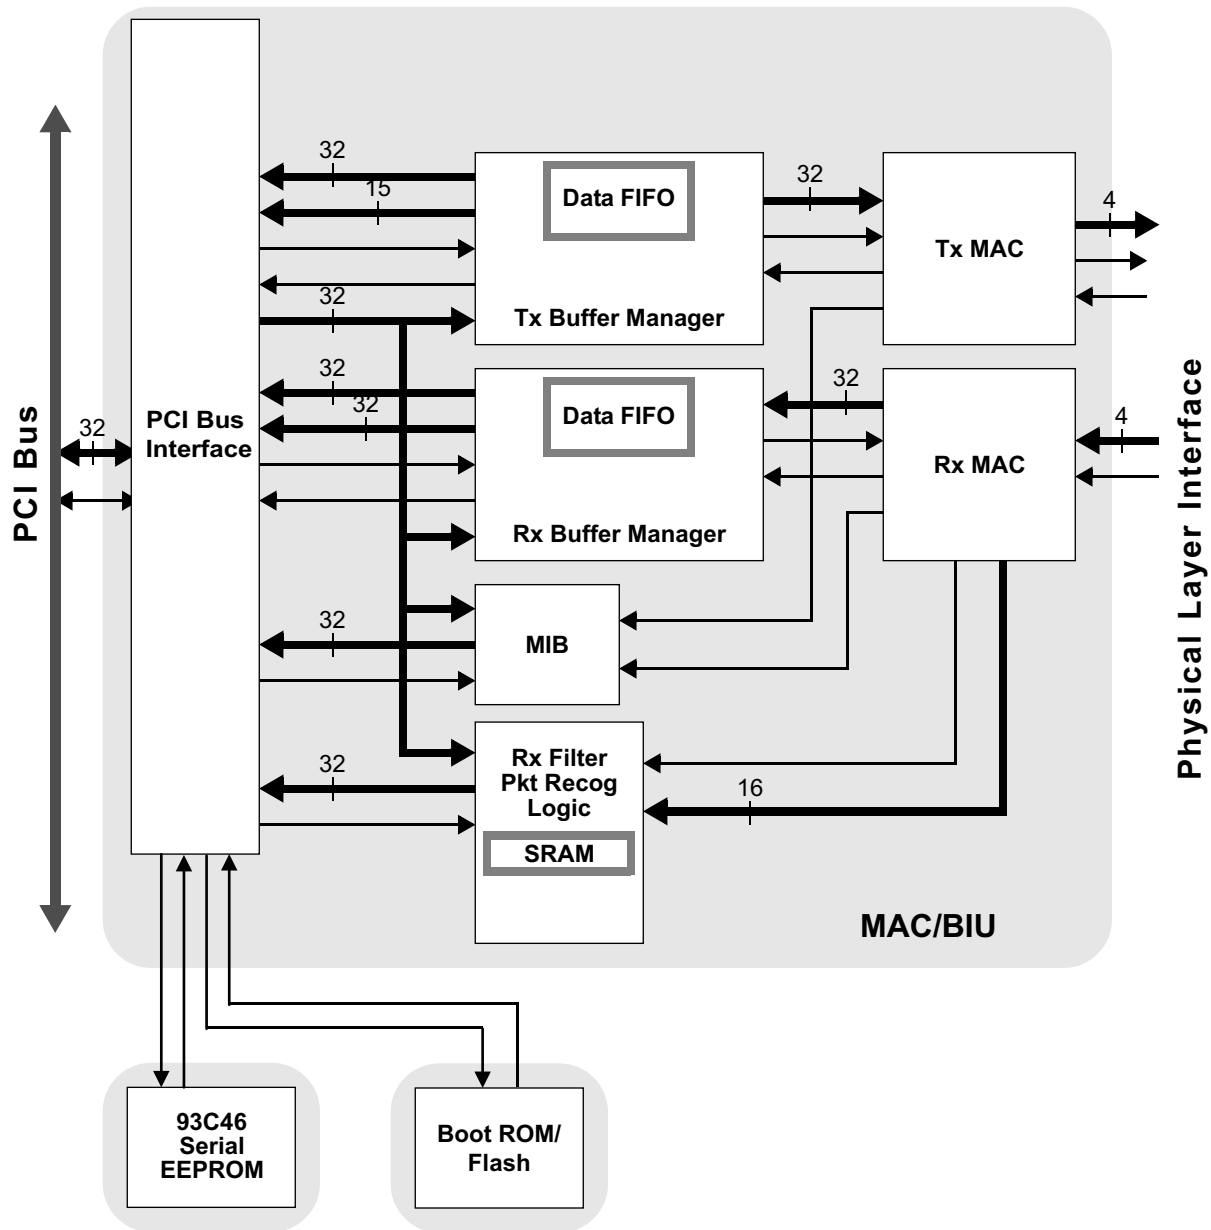 32
15
Data FIFO
32
4
Tx MAC
32
Tx Buffer Manager
32
32
Data FIFO
32
4
PCI Bus
Interface
32
PCI Bus
Rx MAC
Physical Layer Interface
Rx Buffer Manager
32
MIB
32
Rx Filter
Pkt Recog
Logic
16
SRAM
MAC/BIU
93C46
Serial
EEPROM
Boot ROM/
Flash